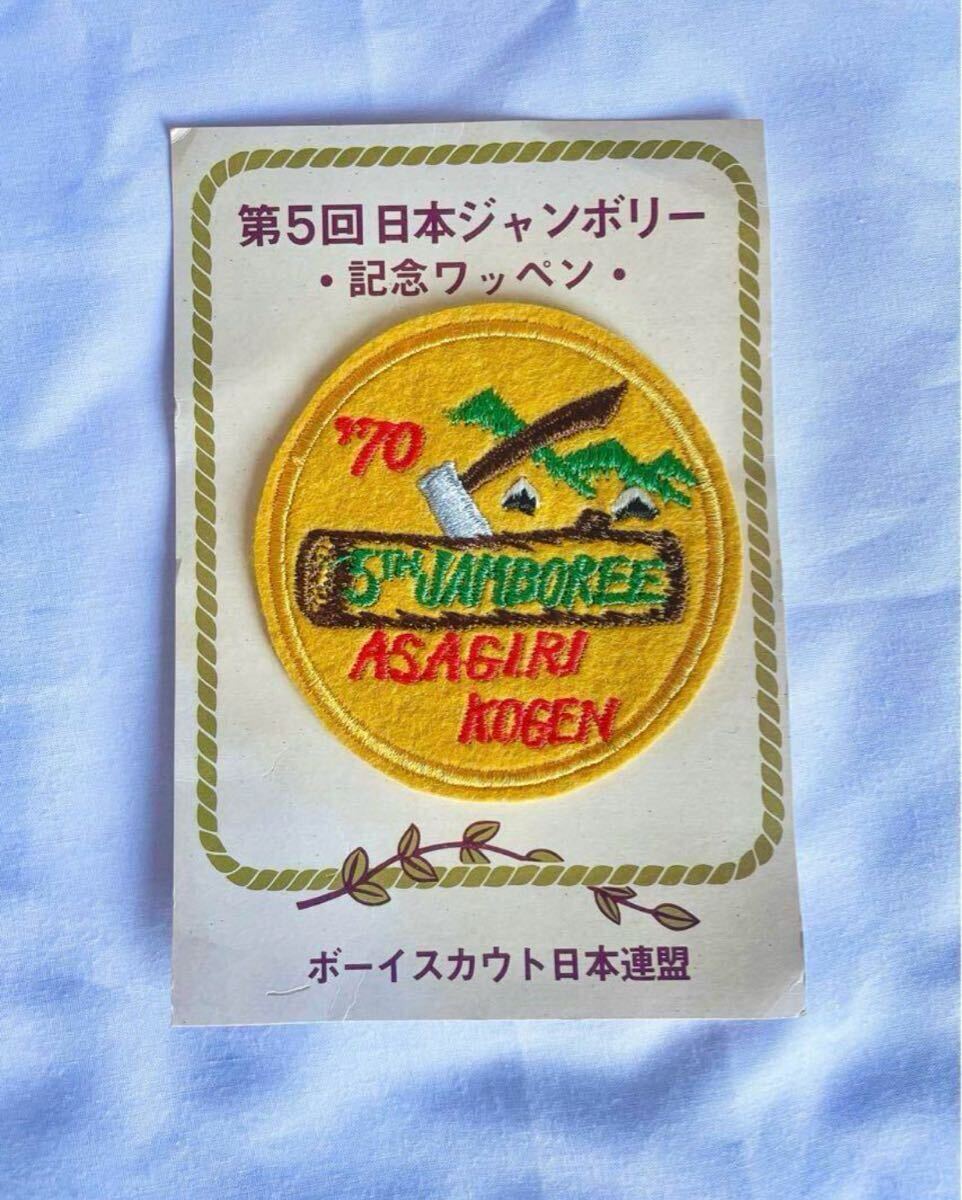 第5回日本ジャンボリー
・記念ワッペン・
'70
5TH JAMBOREE
ASAGIRI
KOGEN
ボーイスカウト日本連盟